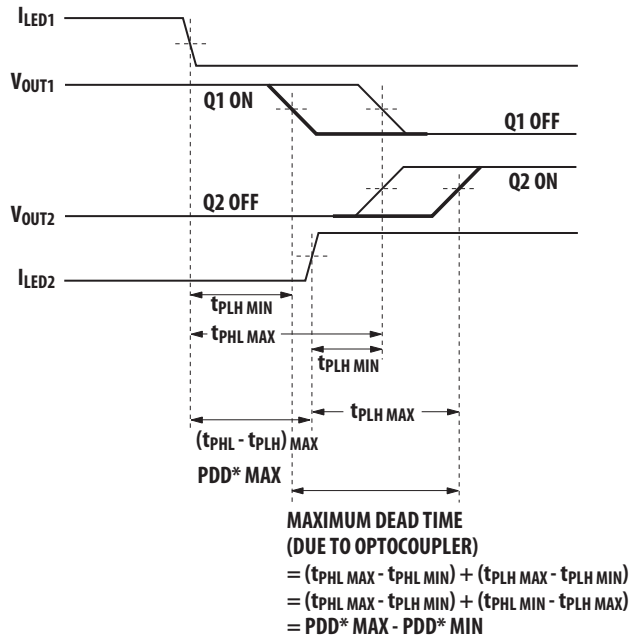 ILED1
VOUT1
Q1 ON
Q1 OFF
Q2 OFF
Q2 ON
VOUT2
ILED2
tPLH MIN
tPHL MAX
tPLH MIN
tPLH MAX
(tPHL - tPLH) MAX
PDD* MAX
MAXIMUM DEAD TIME
(DUE TO OPTOCOUPLER)
= (tPHL MAX - tPHL MIN) + (tPLH MAX - tPLH MIN)
= (tPHL MAX - tPLH MIN) + (tPHL MIN - tPLH MAX)
= PDD* MAX - PDD* MIN